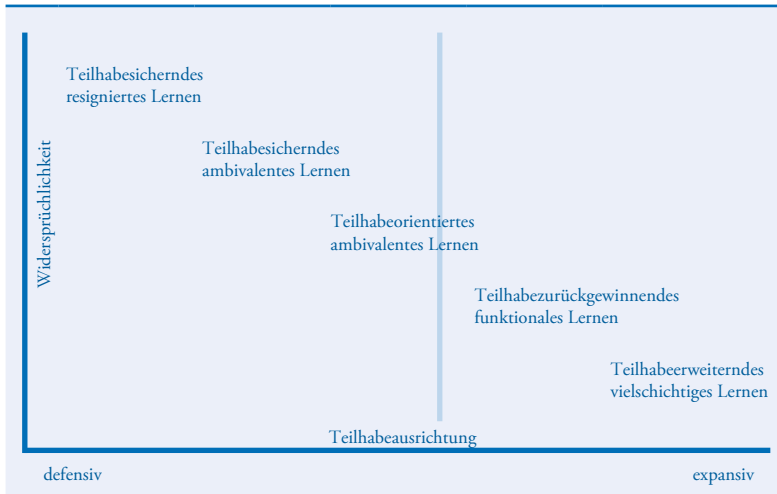 Teilhabesicherndes
resigniertes Lernen
Teilhabesicherndes
ambivalentes Lernen
Widersprüchlichkeit
Teilhabeorientiertes
ambivalentes Lernen
Teilhabezurückgewinnendes
funktionales Lernen
Teilhabeerweiterndes
vielschichtiges Lernen
Teilhabeausrichtung
defensiv
expansiv